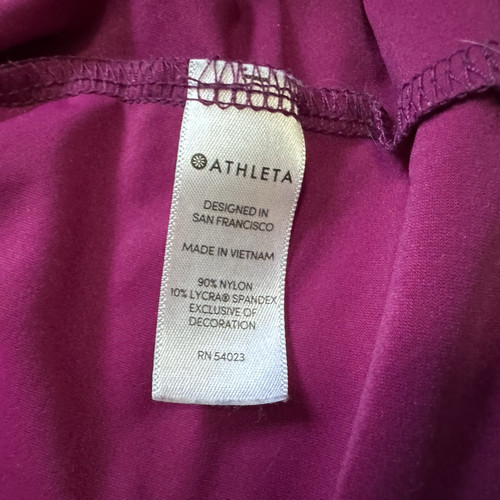 ATHLETA
DESIGNED IN
SAN FRANCISCO
MADE IN VIETNAM
90% NYLON
10% LYCRA® SPANDEX
EXCLUSIVE OF
DECORATION
RN 54023